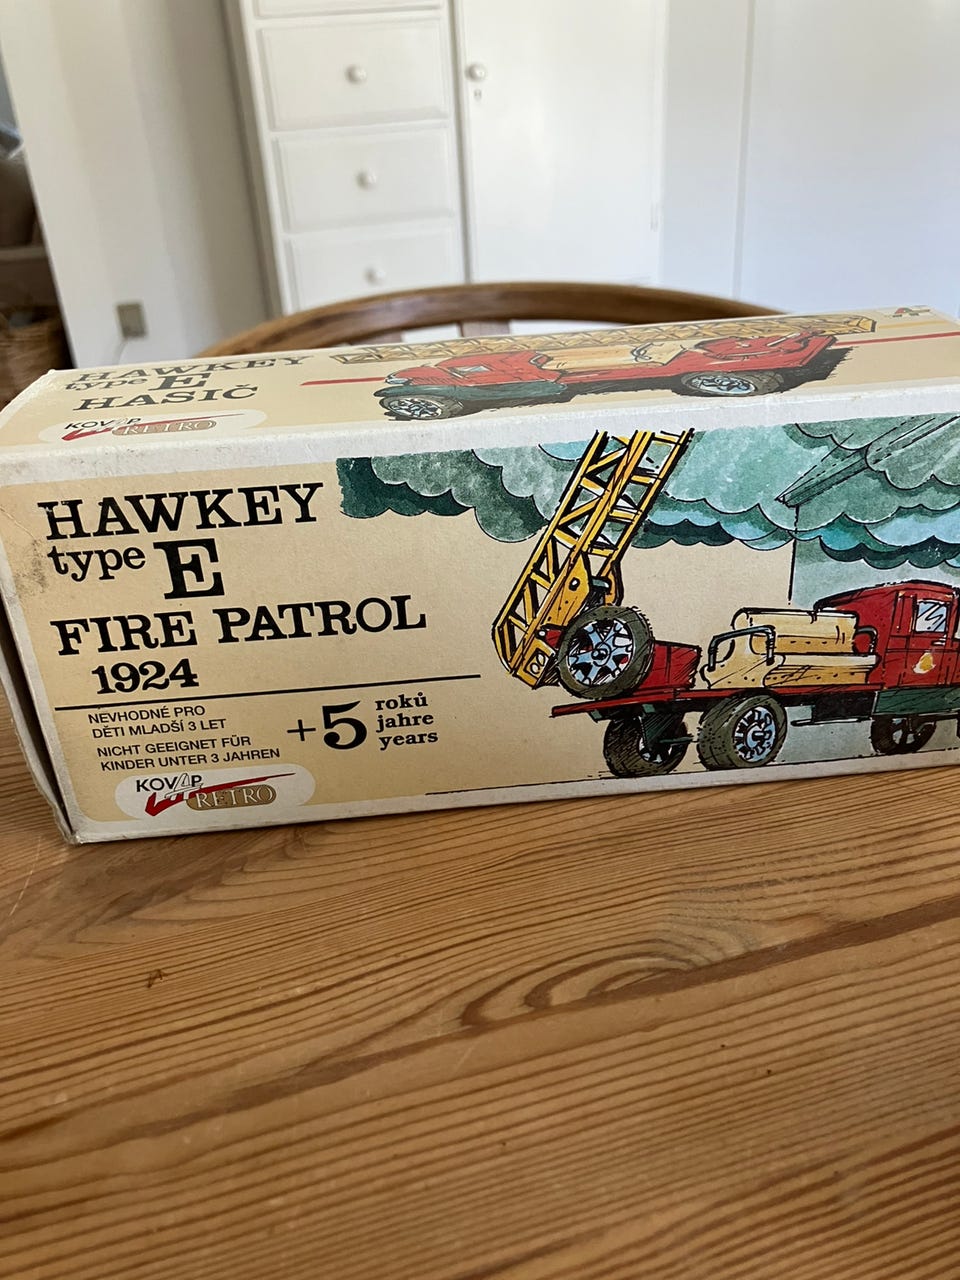 HAWKEY
type E
HASIČ
KOVAP
RETRO
HAWKEY
type E
FIRE PATROL
1924
NEVHODNÉ PRO
DĚTI MLADŠÍ 3 LET
NICHT GEEIGNET FÜR
KINDER UNTER 3 JAHREN
+5 roků
jahre
years
KOVAP
RETRO